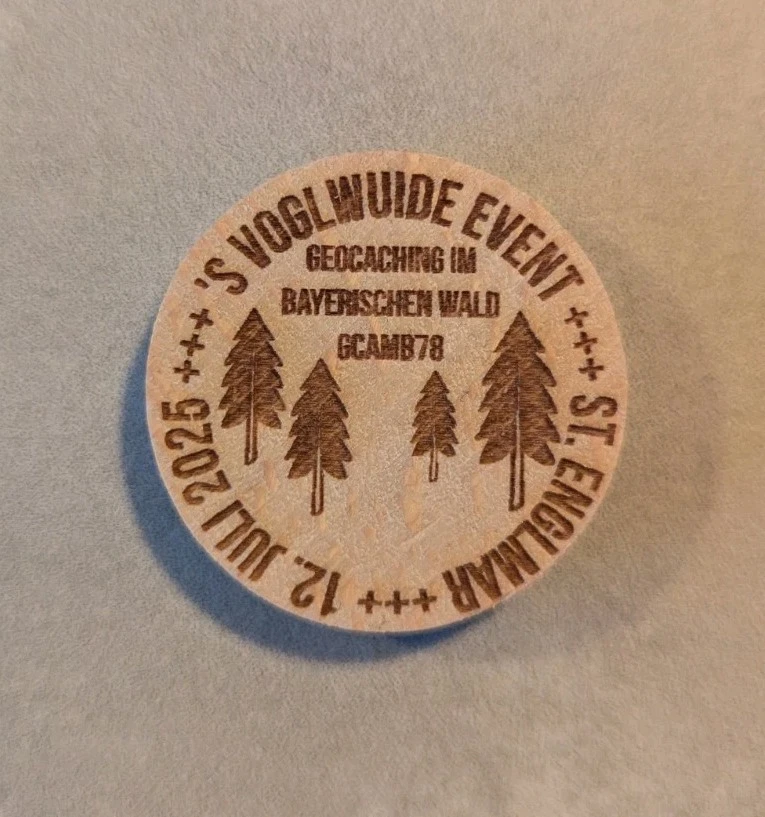 'S VOGLWUIDE EVENT +++ ST. ENGLMAR +++ 12. JULI 2025 +++
GEOCACHING IM
BAYERISCHEN WALD
GCAMB78